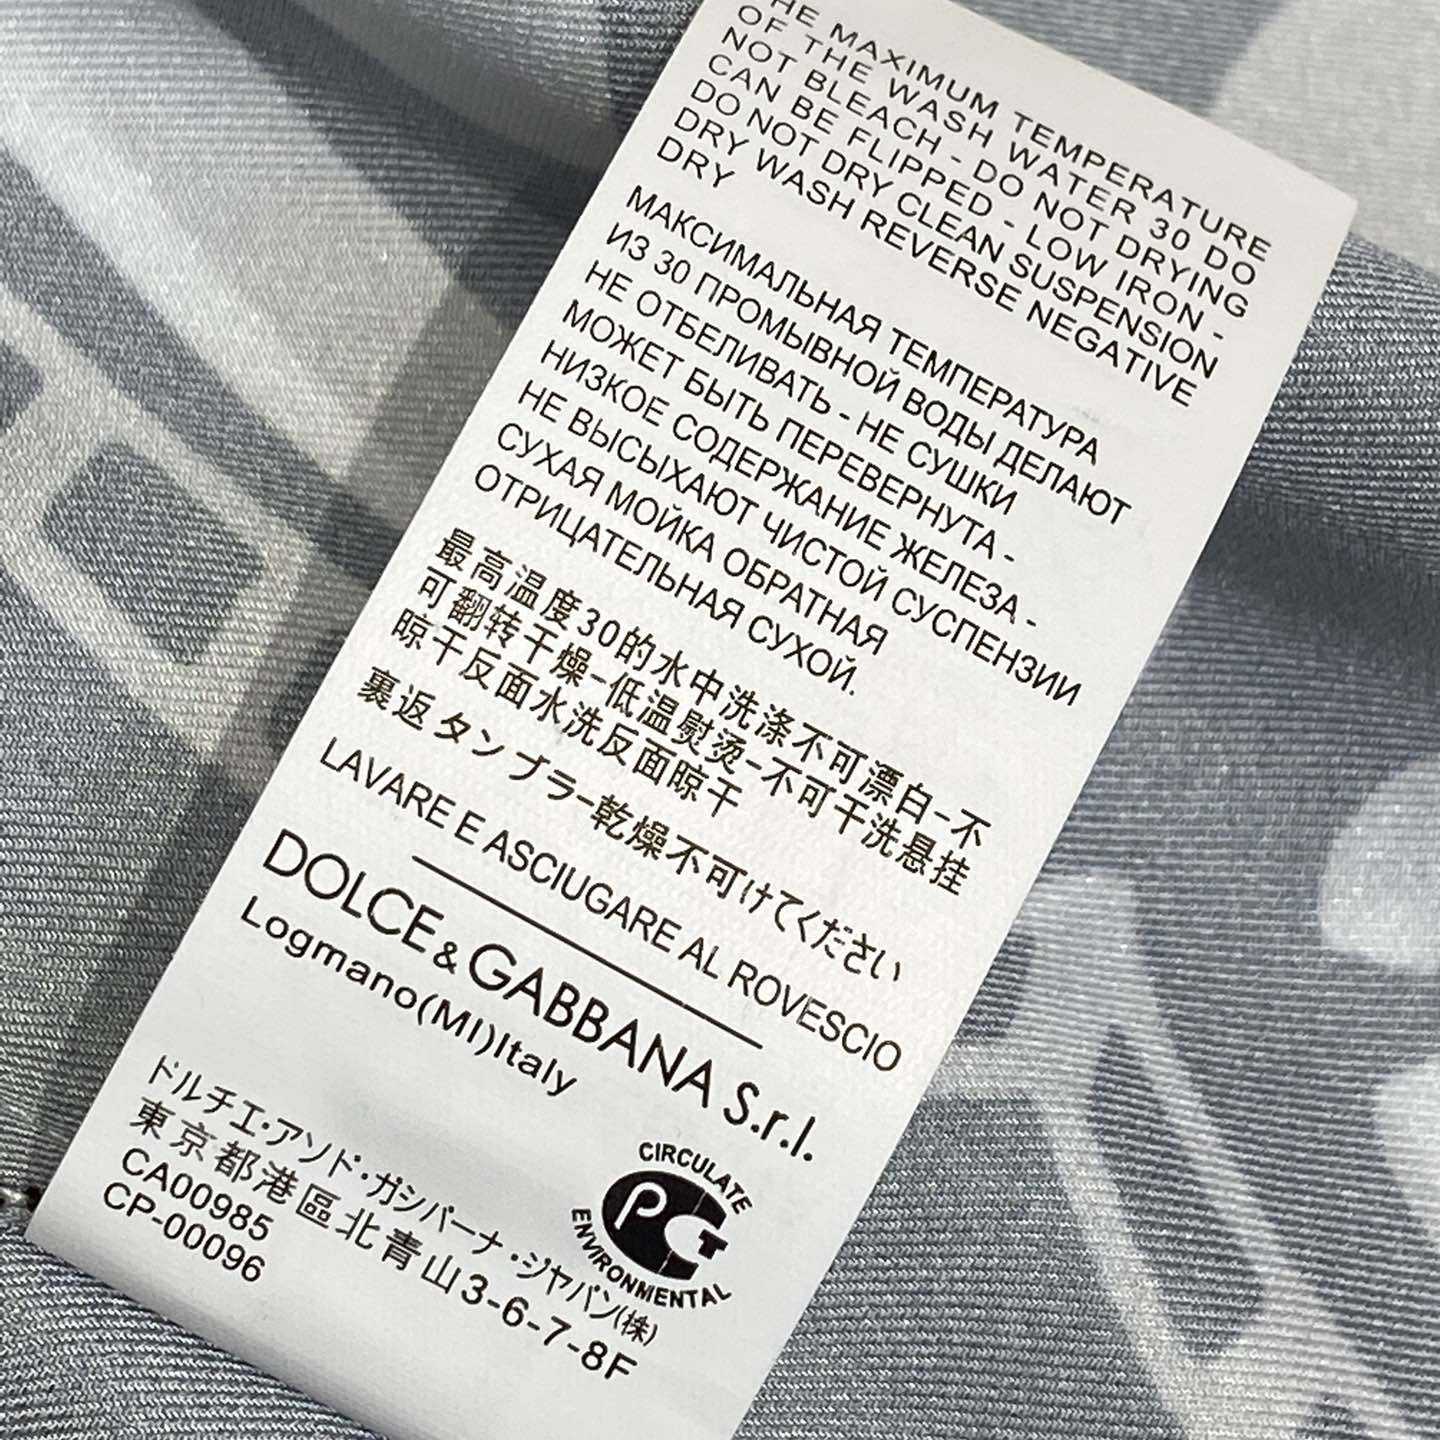 THE MAXIMUM TEMPERATURE
OF THE WASH WATER 30 DO
NOT BLEACH - DO NOT DRYING
CAN BE FLIPPED - LOW IRON -
DO NOT DRY CLEAN SUSPENSION
DRY WASH REVERSE NEGATIVE
DRY
МАКСИМАЛЬНАЯ ТЕМПЕРАТУРА
ИЗ 30 ПРОМЫВНОЙ ВОДЫ ДЕЛАЮТ
НЕ ОТБЕЛИВАТЬ - НЕ СУШКИ
МОЖЕТ БЫТЬ ПЕРЕВЕРНУТА -
НИЗКОЕ СОДЕРЖАНИЕ ЖЕЛЕЗА -
НЕ ВЫСЫХАЮТ ЧИСТОЙ СУСПЕНЗИИ
СУХАЯ МОЙКА ОБРАТНАЯ
ОТРИЦАТЕЛЬНАЯ СУХОЙ.
最高温度30的水中洗涤不可漂白-不
可翻转干燥-低温熨烫-不可干洗悬挂
晾干反面水洗反面晾干
裏返タンブラー乾燥不可けてください
LAVARE E ASCIUGARE AL ROVESCIO
DOLCE&GABBANA S.r.l.
Logmano(MI)Italy
ドルチエ·アソド·ガシバーナ·ジヤパン(株)
東京都港區北青山3-6-7-8F
CA00985
CP-00096
CIRCULATE
PCT
ENVIRONMENTAL